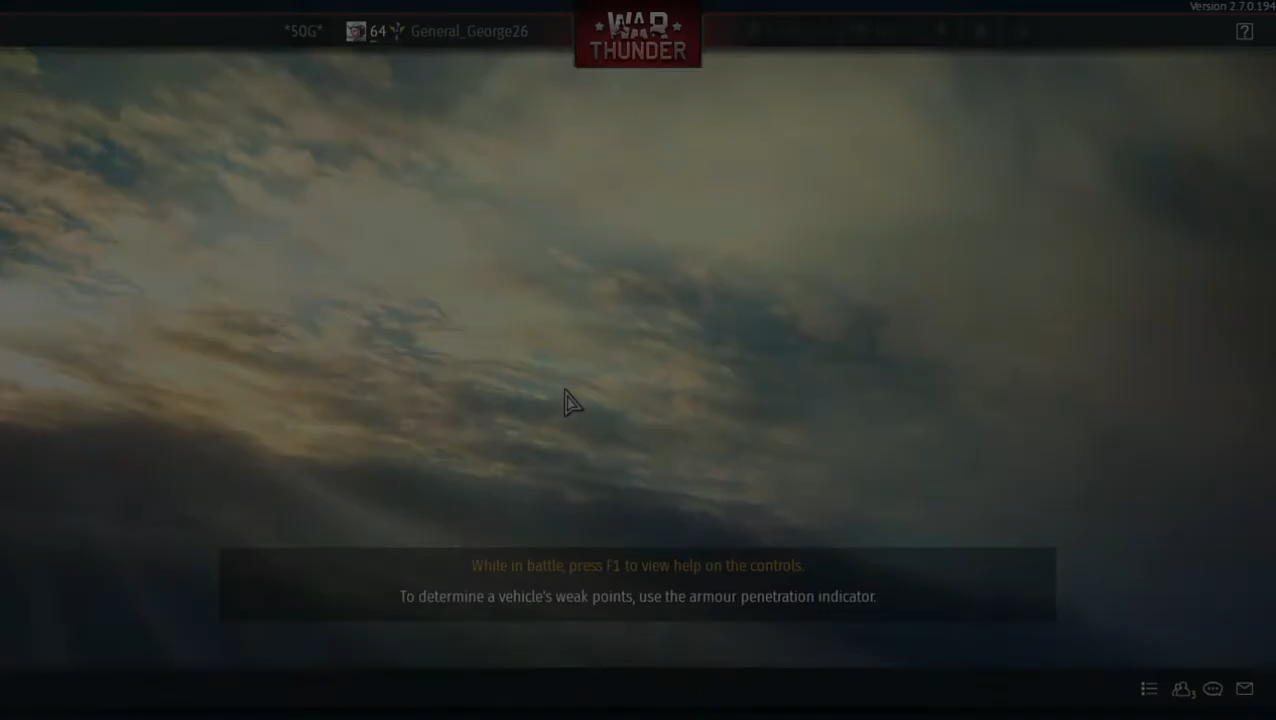 Version 2.7.0.194
*50G* 64 General_George26
WAR
THUNDER
?
While in battle, press F1 to view help on the controls.
To determine a vehicle's weak points, use the armour penetration indicator.
3